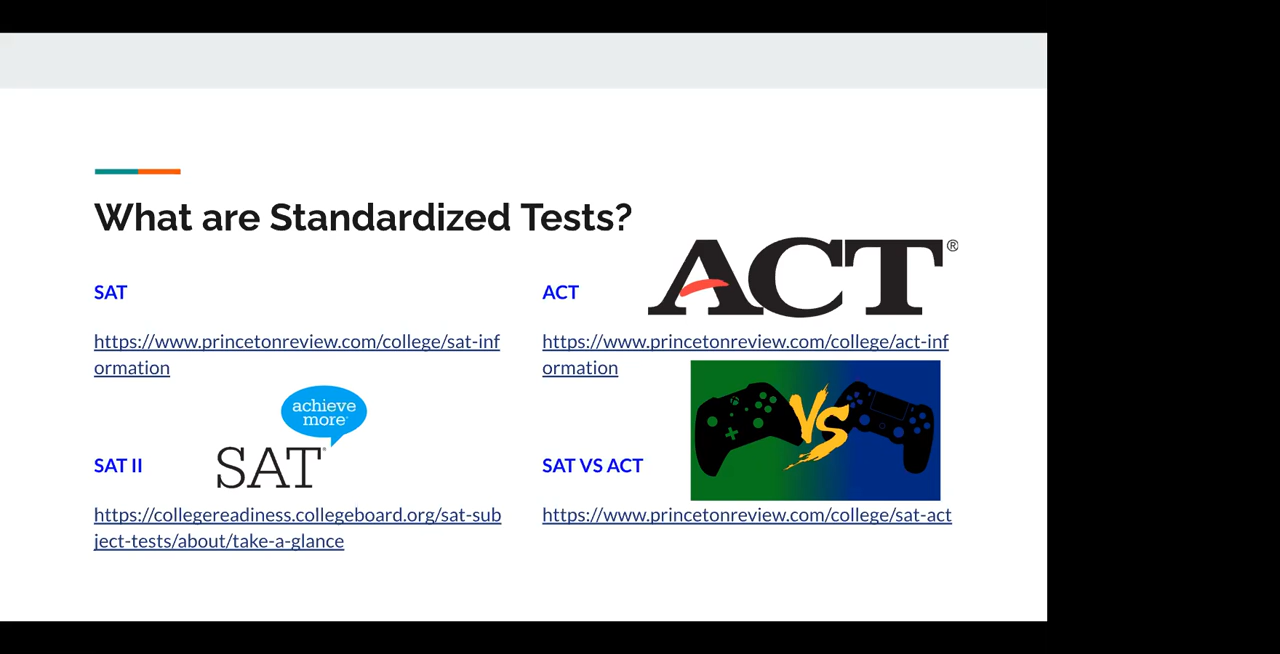 What are Standardized Tests?
SAT
https://www.princetonreview.com/college/sat-inf
ormation
achieve
more
SAT
SAT II
https://collegereadiness.collegeboard.org/sat-sub
ject-tests/about/take-a-glance
ACT
ACT®
https://www.princetonreview.com/college/act-inf
ormation
VS
SAT VS ACT
https://www.princetonreview.com/college/sat-act